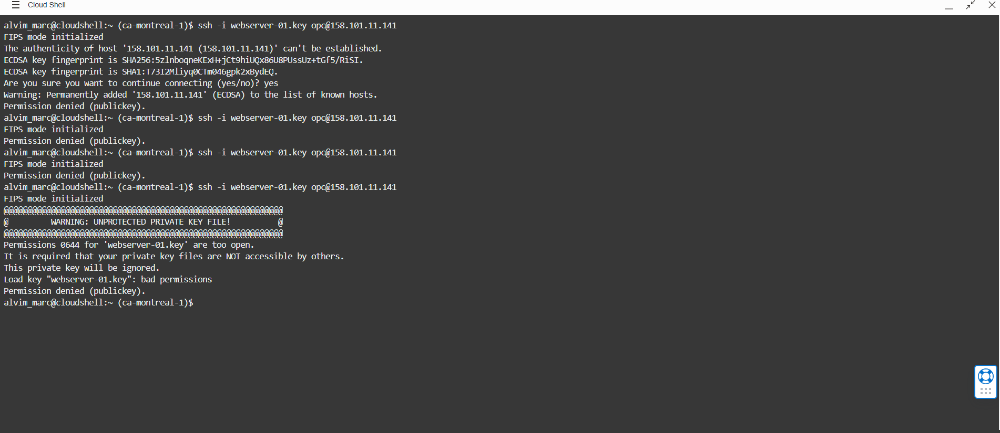 Cloud Shell
alvim_marc@cloudshell:~ (ca-montreal-1)$ ssh -i webserver-01.key opc@158.101.11.141
FIPS mode initialized
The authenticity of host '158.101.11.141 (158.101.11.141)' can't be established.
ECDSA key fingerprint is SHA256:5zlnboqneKExH+jCt9hiUQx86U8PUssUz+tGf5/RiSI.
ECDSA key fingerprint is SHA1:T73I2Mliyq0CTm046gpk2xBydEQ.
Are you sure you want to continue connecting (yes/no)? yes
Warning: Permanently added '158.101.11.141' (ECDSA) to the list of known hosts.
Permission denied (publickey).
alvim_marc@cloudshell:~ (ca-montreal-1)$ ssh -i webserver-01.key opc@158.101.11.141
FIPS mode initialized
Permission denied (publickey).
alvim_marc@cloudshell:~ (ca-montreal-1)$ ssh -i webserver-01.key opc@158.101.11.141
FIPS mode initialized
Permission denied (publickey).
alvim_marc@cloudshell:~ (ca-montreal-1)$ ssh -i webserver-01.key opc@158.101.11.141
FIPS mode initialized
@@@@@@@@@@@@@@@@@@@@@@@@@@@@@@@@@@@@@@@@@@@@@@@@@@@@@@@@@@@
@         WARNING: UNPROTECTED PRIVATE KEY FILE!          @
@@@@@@@@@@@@@@@@@@@@@@@@@@@@@@@@@@@@@@@@@@@@@@@@@@@@@@@@@@@
Permissions 0644 for 'webserver-01.key' are too open.
It is required that your private key files are NOT accessible by others.
This private key will be ignored.
Load key "webserver-01.key": bad permissions
Permission denied (publickey).
alvim_marc@cloudshell:~ (ca-montreal-1)$